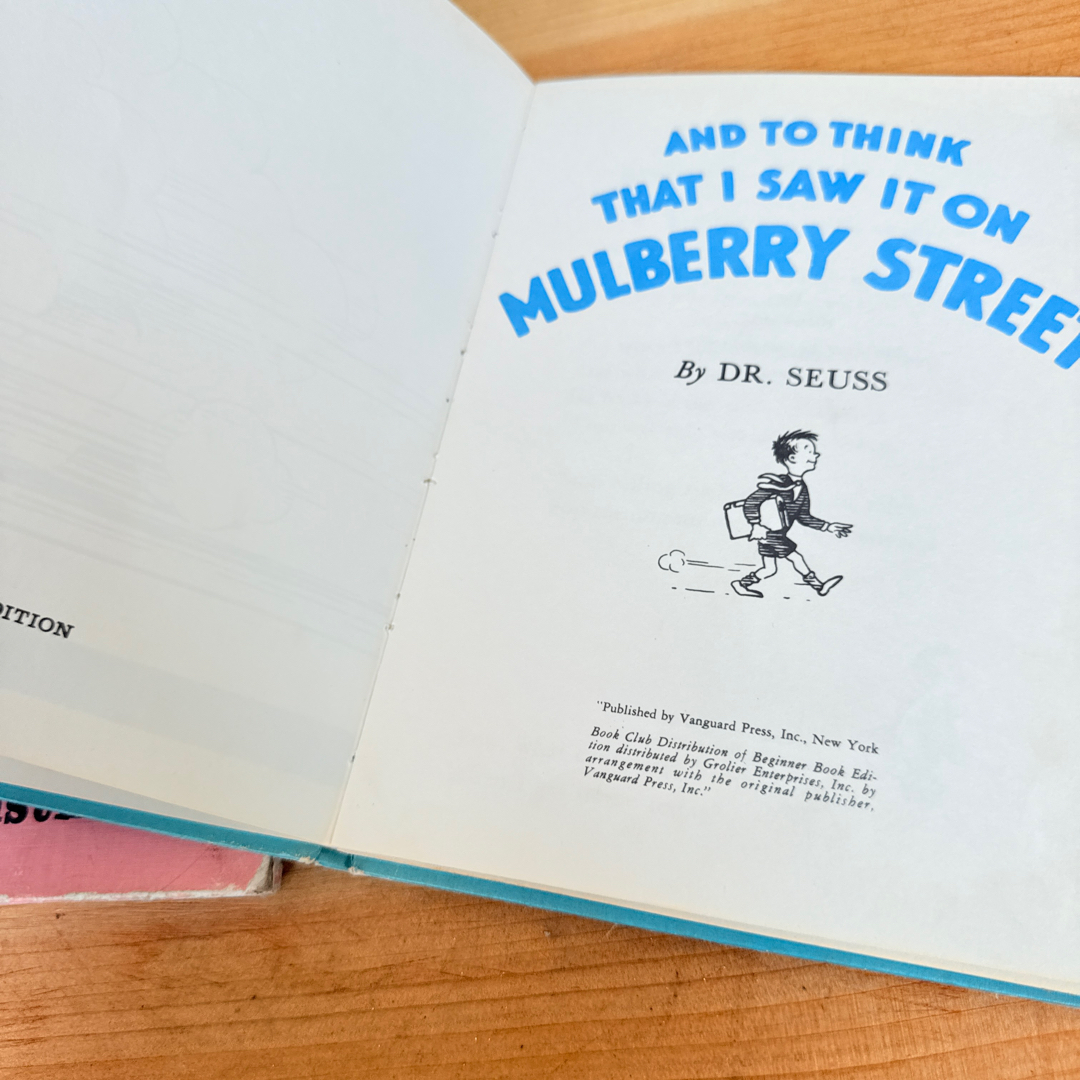 AND TO THINK
THAT I SAW IT ON
MULBERRY STREET
By DR. SEUSS
DITION
"Published by Vanguard Press, Inc., New York
Book Club Distribution of Beginner Book Edi-
tion distributed by Grolier Enterprises, Inc. by
arrangement with the original publisher,
Vanguard Press, Inc."